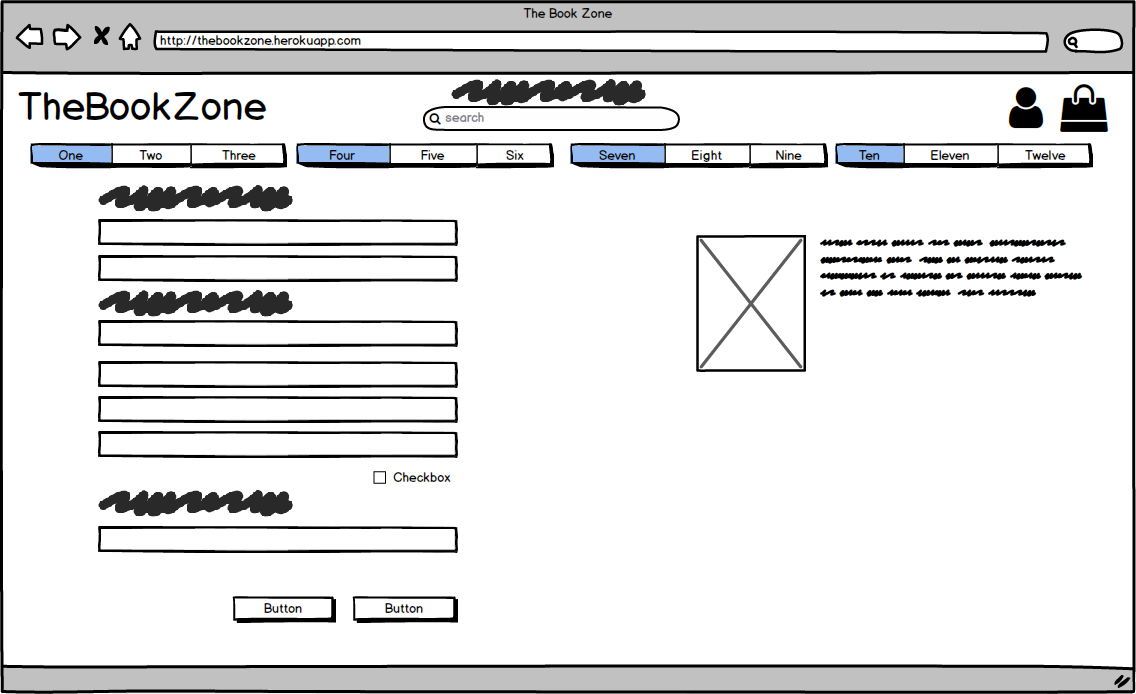 The Book Zone
http://thebookzone.herokuapp.com
TheBookZone
search
One Two Three Four Five Six Seven Eight Nine Ten Eleven Twelve
Checkbox
Button Button